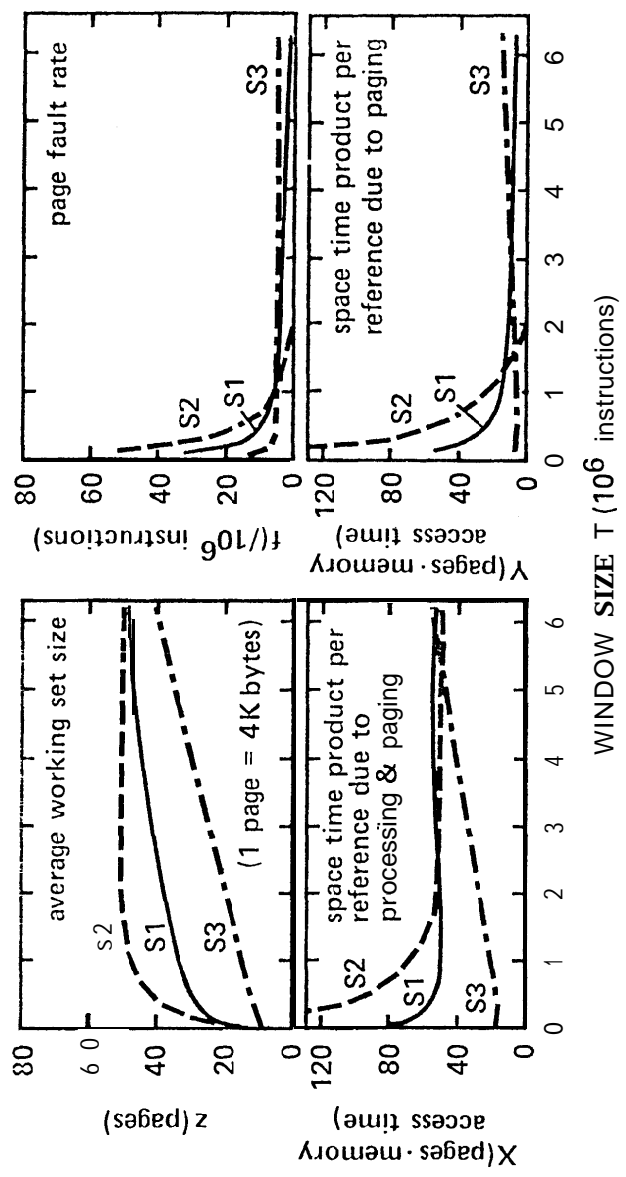 80
60
40
20
0
z (pages)
average working set size
s2
S1
S3
(1 page = 4K bytes)
120
80
40
0
X(pages·memory
access time)
space time product per
reference due to
processing & paging
S2
S1
S3
0 1 2 3 4 5 6
80
60
40
20
0
f(/10⁶ instructions)
page fault rate
S2
S1
S3
120
80
40
0
Y(pages·memory
access time)
space time product per
reference due to paging
S2
S1
S3
0 1 2 3 4 5 6
WINDOW SIZE T (10⁶ instructions)